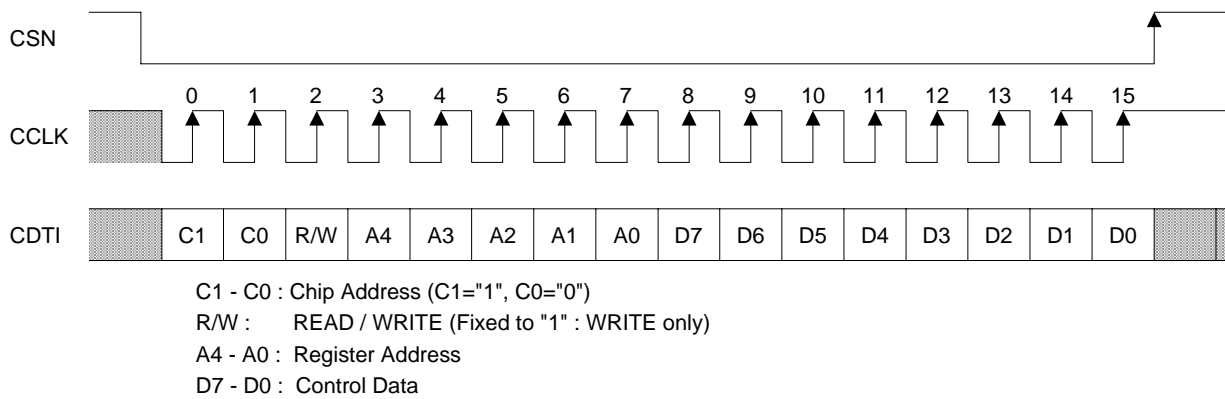 CSN
0 1 2 3 4 5 6 7 8 9 10 11 12 13 14 15
CCLK
CDTI C1 C0 R/W A4 A3 A2 A1 A0 D7 D6 D5 D4 D3 D2 D1 D0
C1 - C0 : Chip Address (C1="1", C0="0")
R/W : READ / WRITE (Fixed to "1" : WRITE only)
A4 - A0 : Register Address
D7 - D0 : Control Data